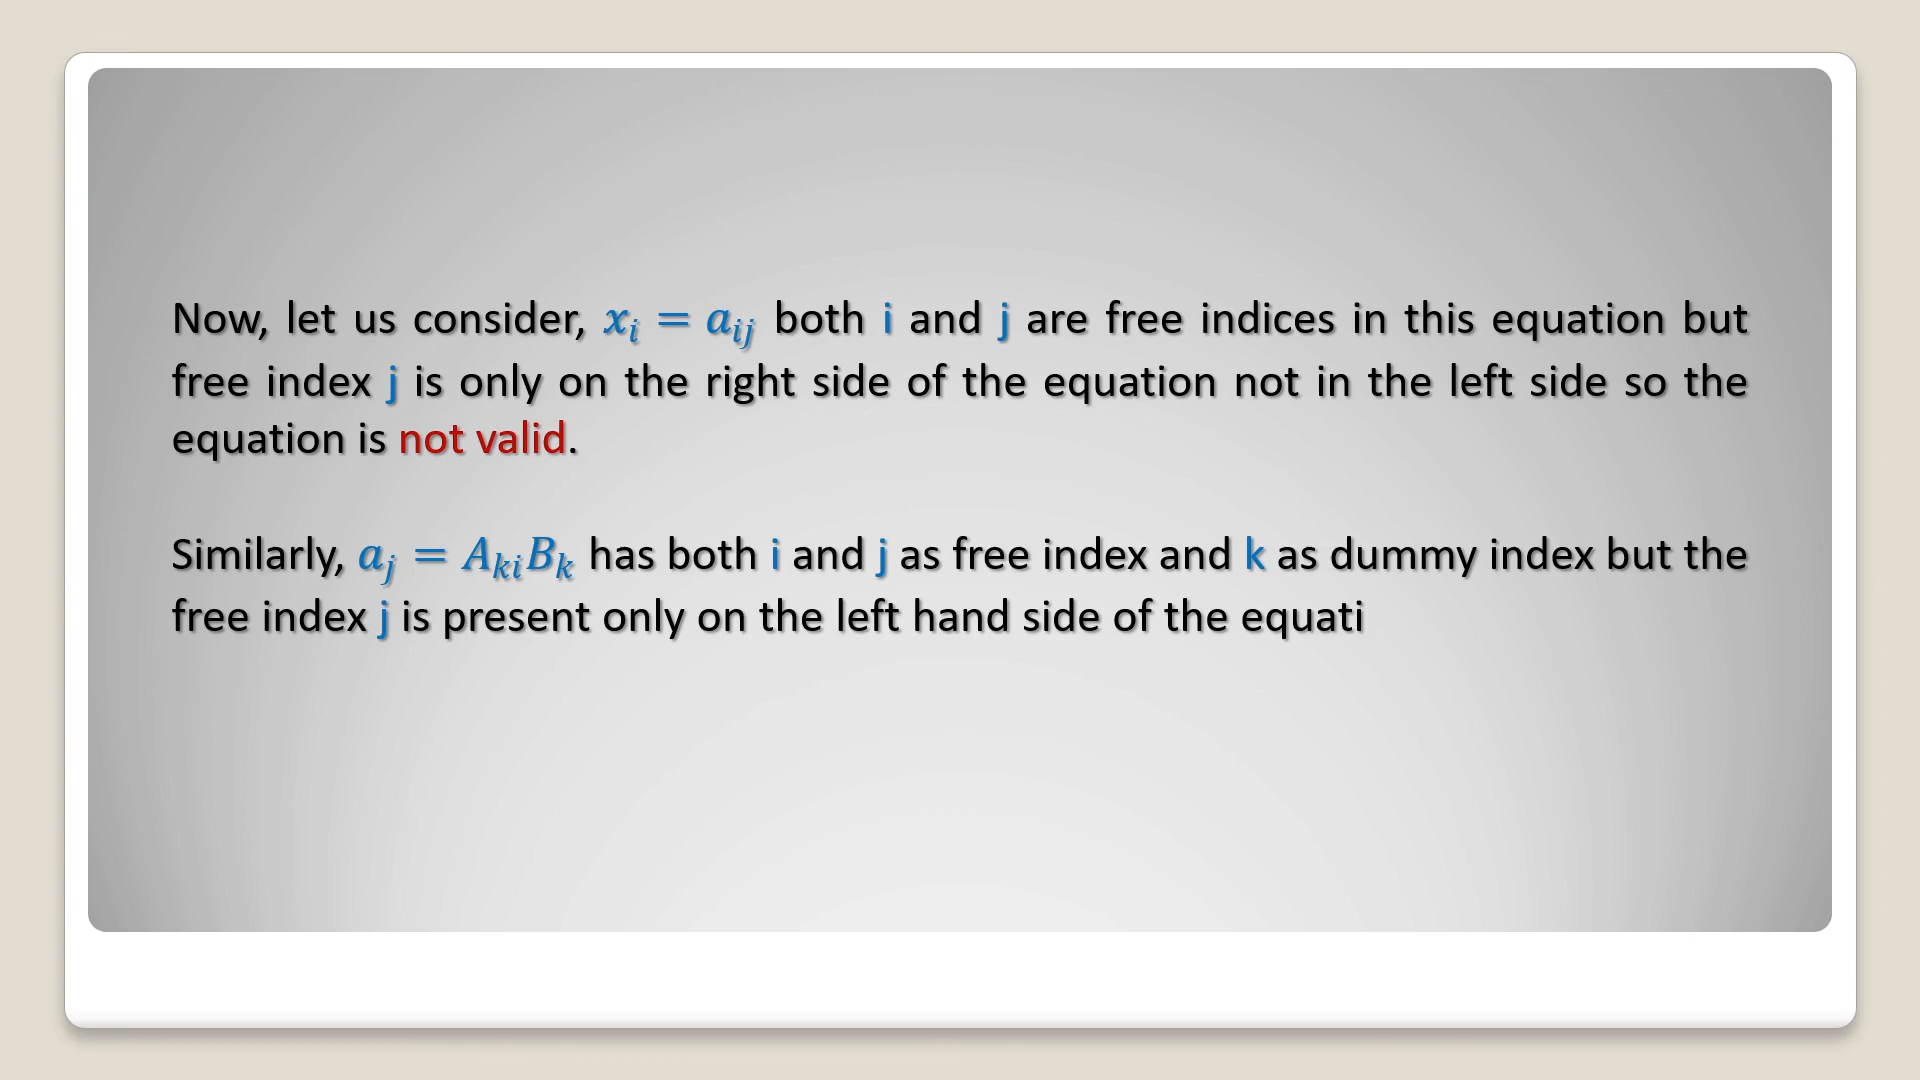 Now, let us consider, xᵢ = aᵢⱼ both i and j are free indices in this equation but
free index j is only on the right side of the equation not in the left side so the
equation is not valid.
Similarly, aⱼ = AₖᵢBₖ has both i and j as free index and k as dummy index but the
free index j is present only on the left hand side of the equati